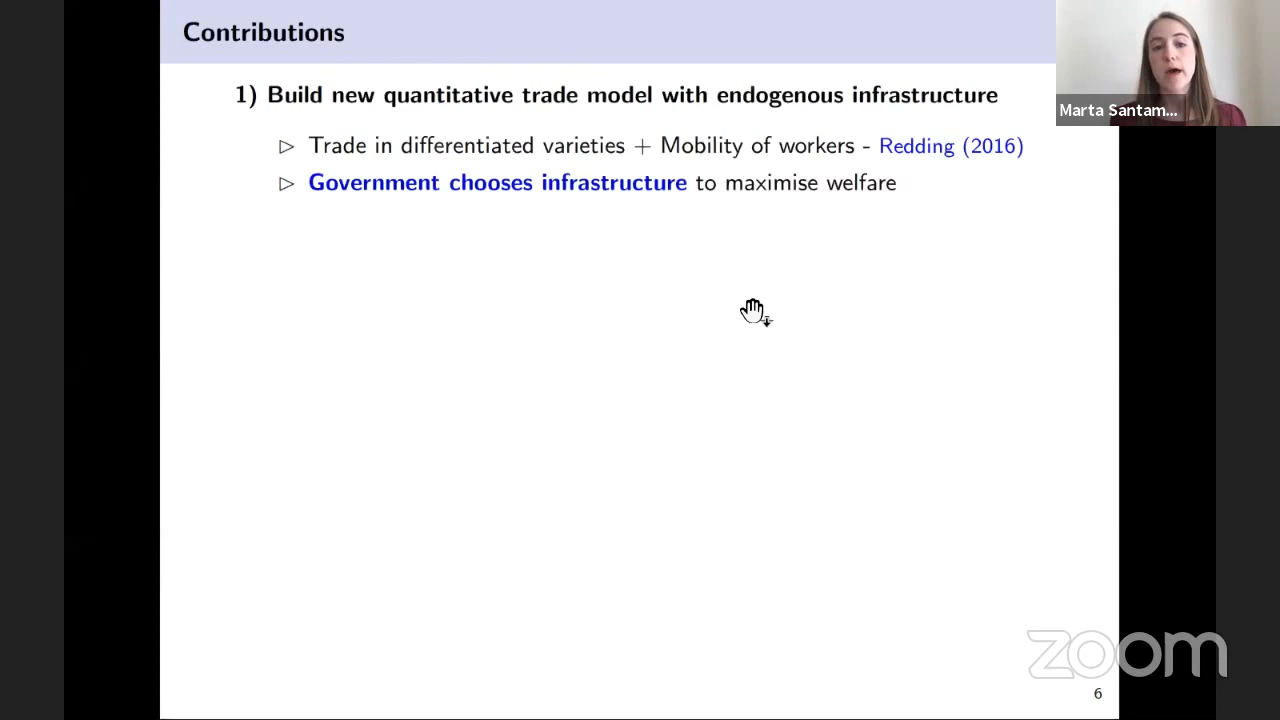 Contributions
1) Build new quantitative trade model with endogenous infrastructure
▷ Trade in differentiated varieties + Mobility of workers - Redding (2016)
▷ Government chooses infrastructure to maximise welfare
Marta Santam...
zoom
6